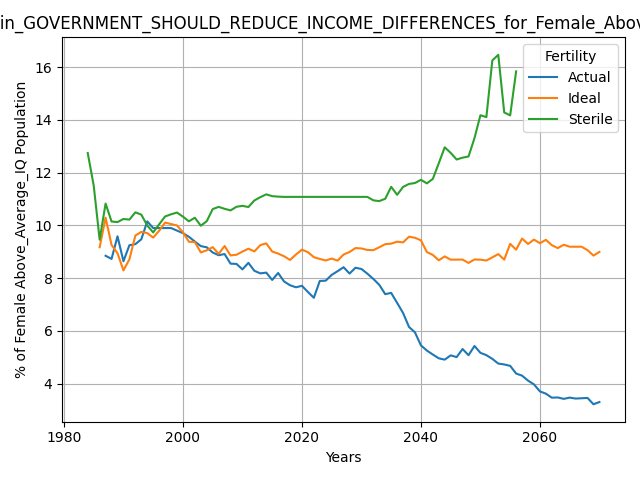 in_GOVERNMENT_SHOULD_REDUCE_INCOME_DIFFERENCES_for_Female_Abov
Fertility
Actual
Ideal
Sterile
% of Female Above_Average_IQ Population
16
14
12
10
8
6
4
1980 2000 2020 2040 2060
Years